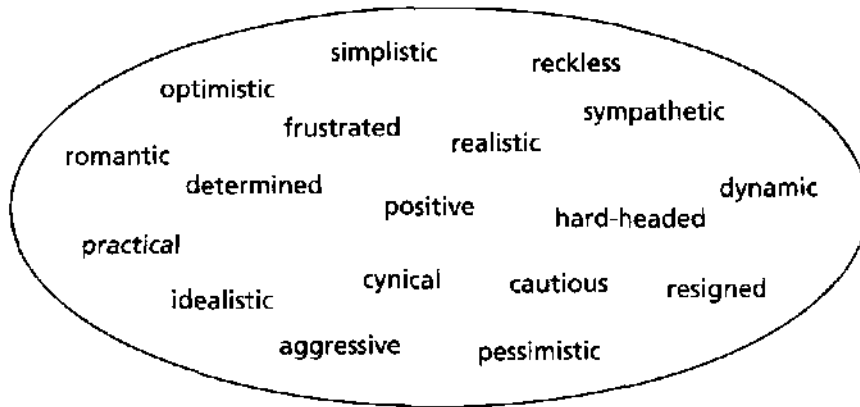 simplistic
reckless
optimistic
sympathetic
frustrated
realistic
romantic
determined
dynamic
positive
hard-headed
practical
cynical
cautious
resigned
idealistic
aggressive
pessimistic